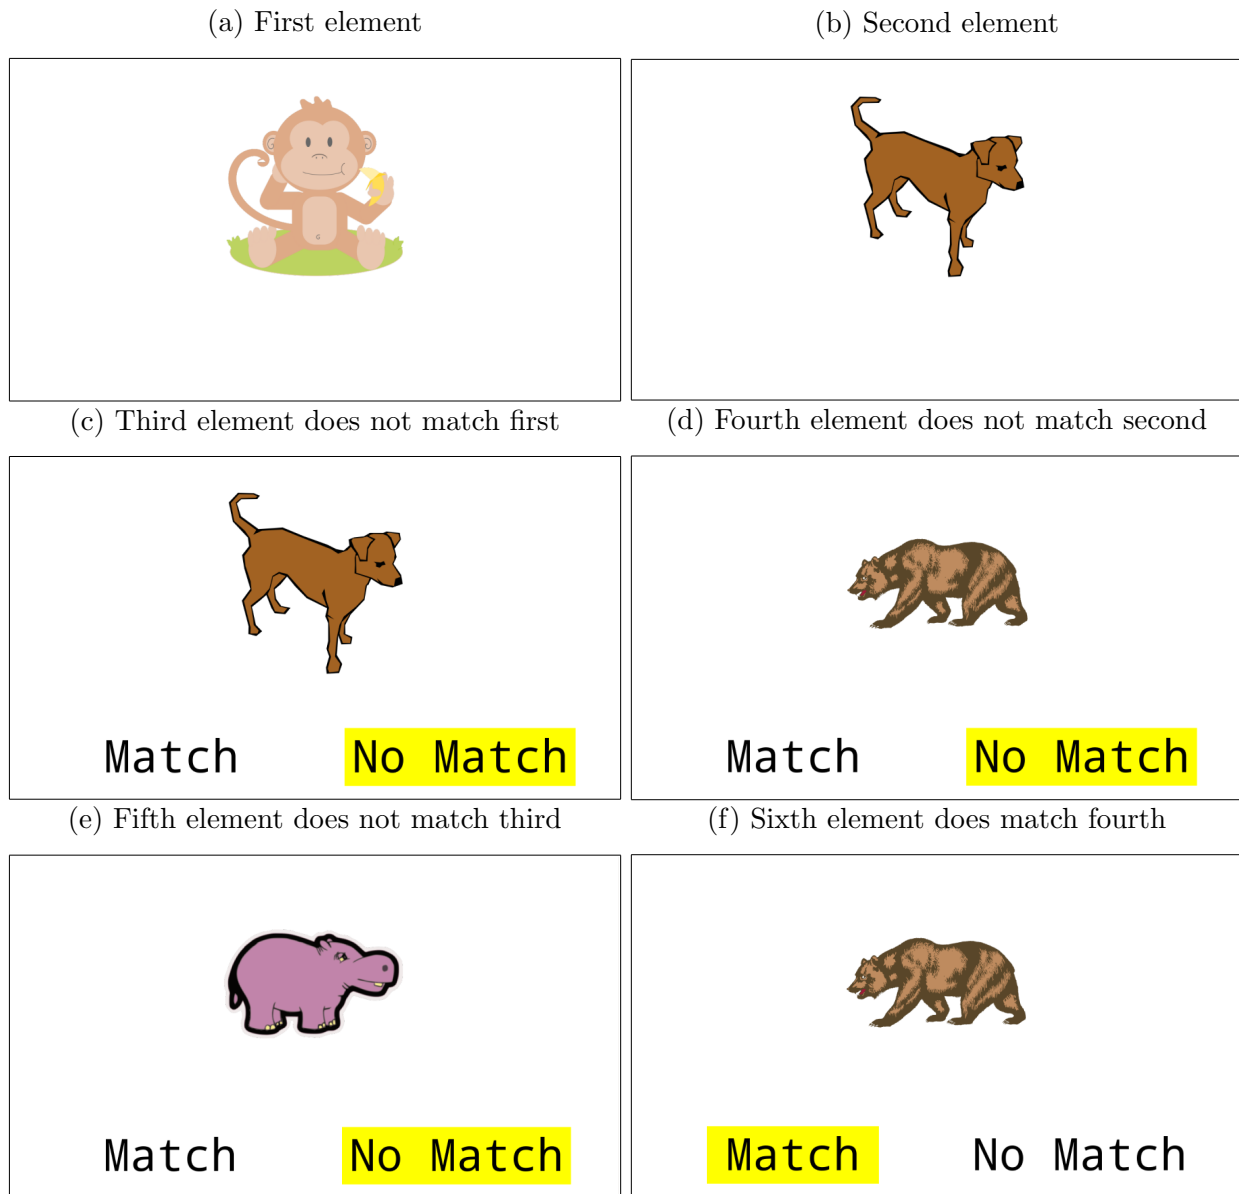 (a) First element
(b) Second element
(c) Third element does not match first
(d) Fourth element does not match second
Match No Match
Match No Match
(e) Fifth element does not match third
(f) Sixth element does match fourth
Match No Match
Match No Match